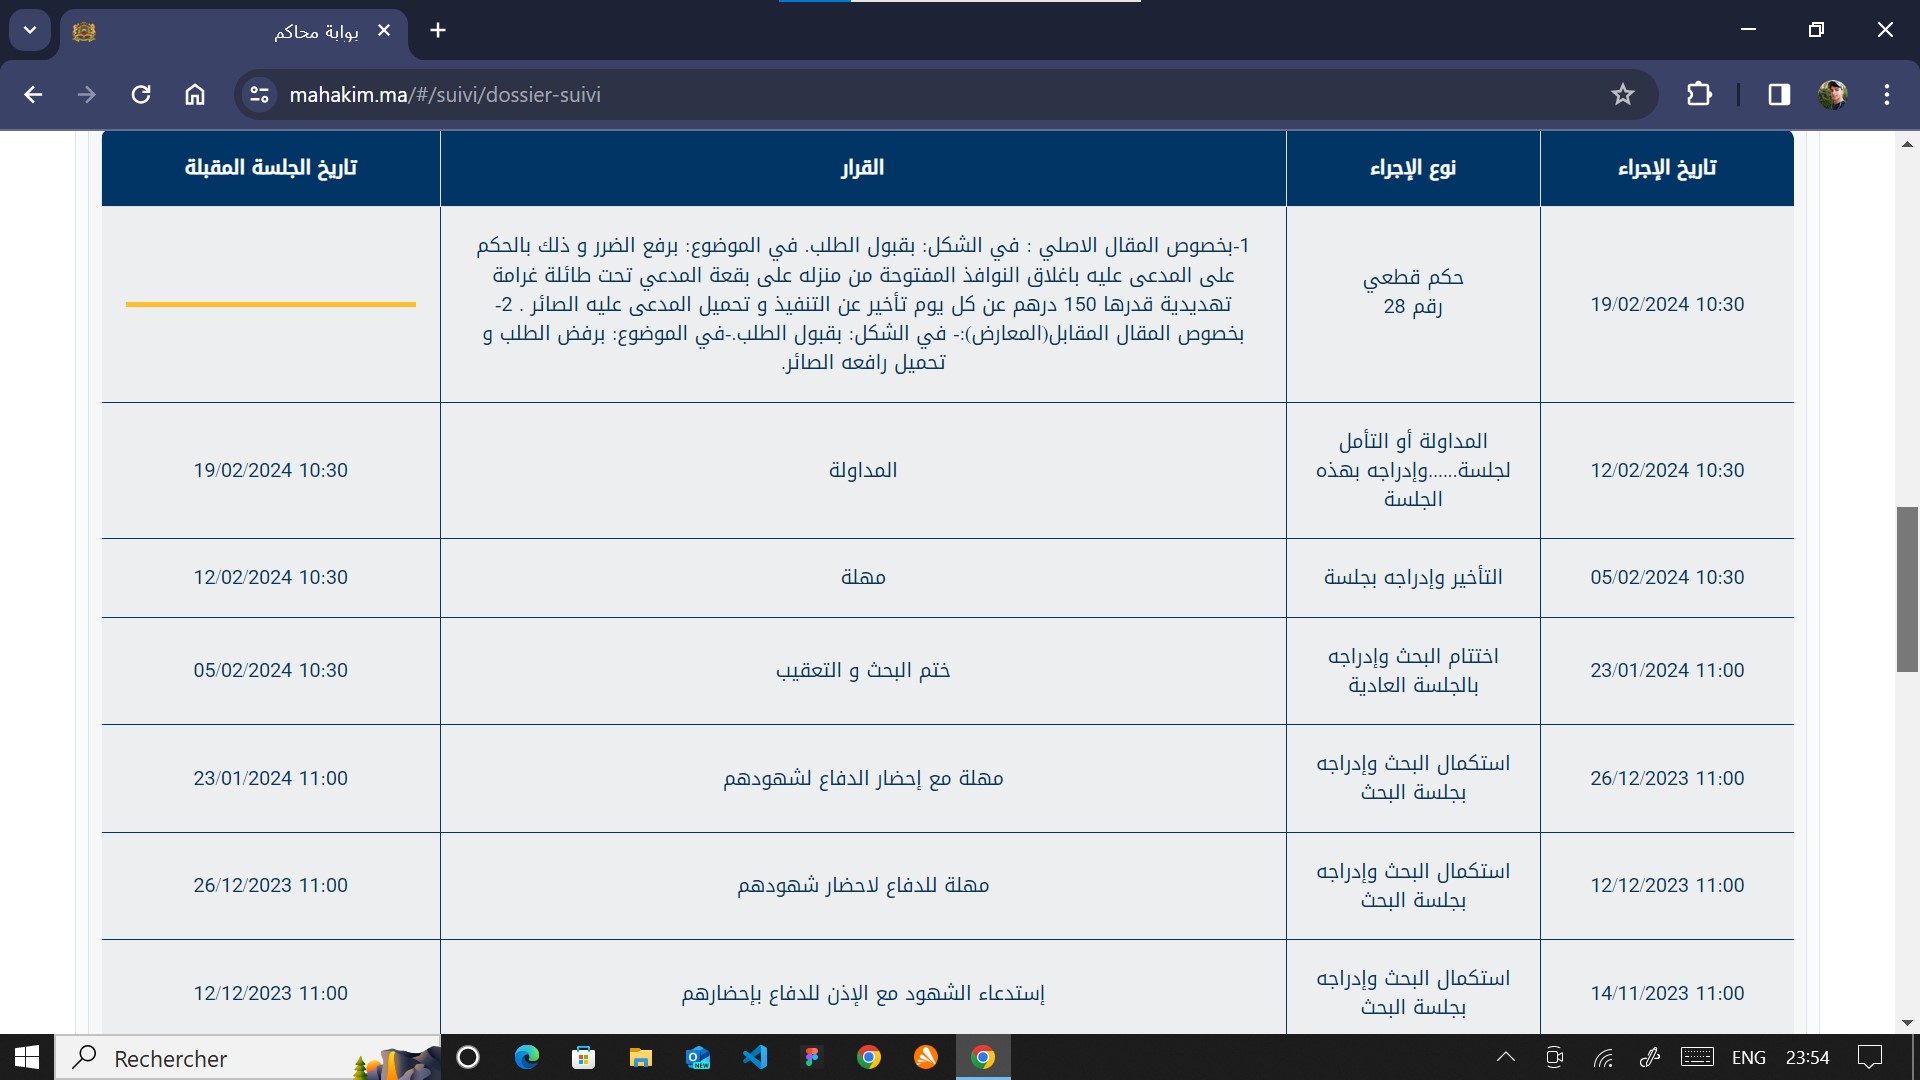 بوابة محاكم
mahakim.ma/#/suivi/dossier-suivi
تاريخ الإجراء
نوع الإجراء
القرار
تاريخ الجلسة المقبلة
19/02/2024 10:30
حكم قطعي
رقم 28
1-بخصوص المقال الاصلي : في الشكل: بقبول الطلب. في الموضوع: برفع الضرر و ذلك بالحكم
على المدعى عليه باغلاق النوافذ المفتوحة من منزله على بقعة المدعي تحت طائلة غرامة
تهديدية قدرها 150 درهم عن كل يوم تأخير عن التنفيذ و تحميل المدعى عليه الصائر . 2-
بخصوص المقال المقابل(المعارض):- في الشكل: بقبول الطلب.-في الموضوع: برفض الطلب و
تحميل رافعه الصائر.
12/02/2024 10:30
المداولة أو التأمل
لجلسة......وإدراجه بهذه
الجلسة
المداولة
19/02/2024 10:30
05/02/2024 10:30
التأخير وإدراجه بجلسة
مهلة
12/02/2024 10:30
23/01/2024 11:00
اختتام البحث وإدراجه
بالجلسة العادية
ختم البحث و التعقيب
05/02/2024 10:30
26/12/2023 11:00
استكمال البحث وإدراجه
بجلسة البحث
مهلة مع إحضار الدفاع لشهودهم
23/01/2024 11:00
12/12/2023 11:00
استكمال البحث وإدراجه
بجلسة البحث
مهلة للدفاع لاحضار شهودهم
26/12/2023 11:00
14/11/2023 11:00
استكمال البحث وإدراجه
بجلسة البحث
إستدعاء الشهود مع الإذن للدفاع بإحضارهم
12/12/2023 11:00
Rechercher
NEW
ENG
23:54